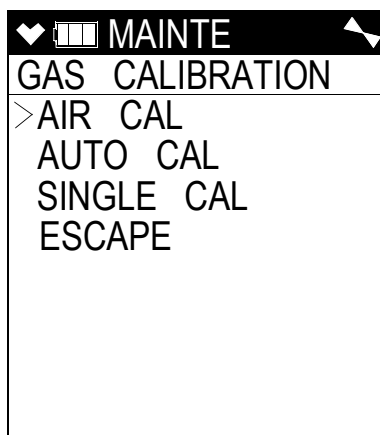 MAINTE
GAS CALIBRATION
>AIR CAL
AUTO CAL
SINGLE CAL
ESCAPE